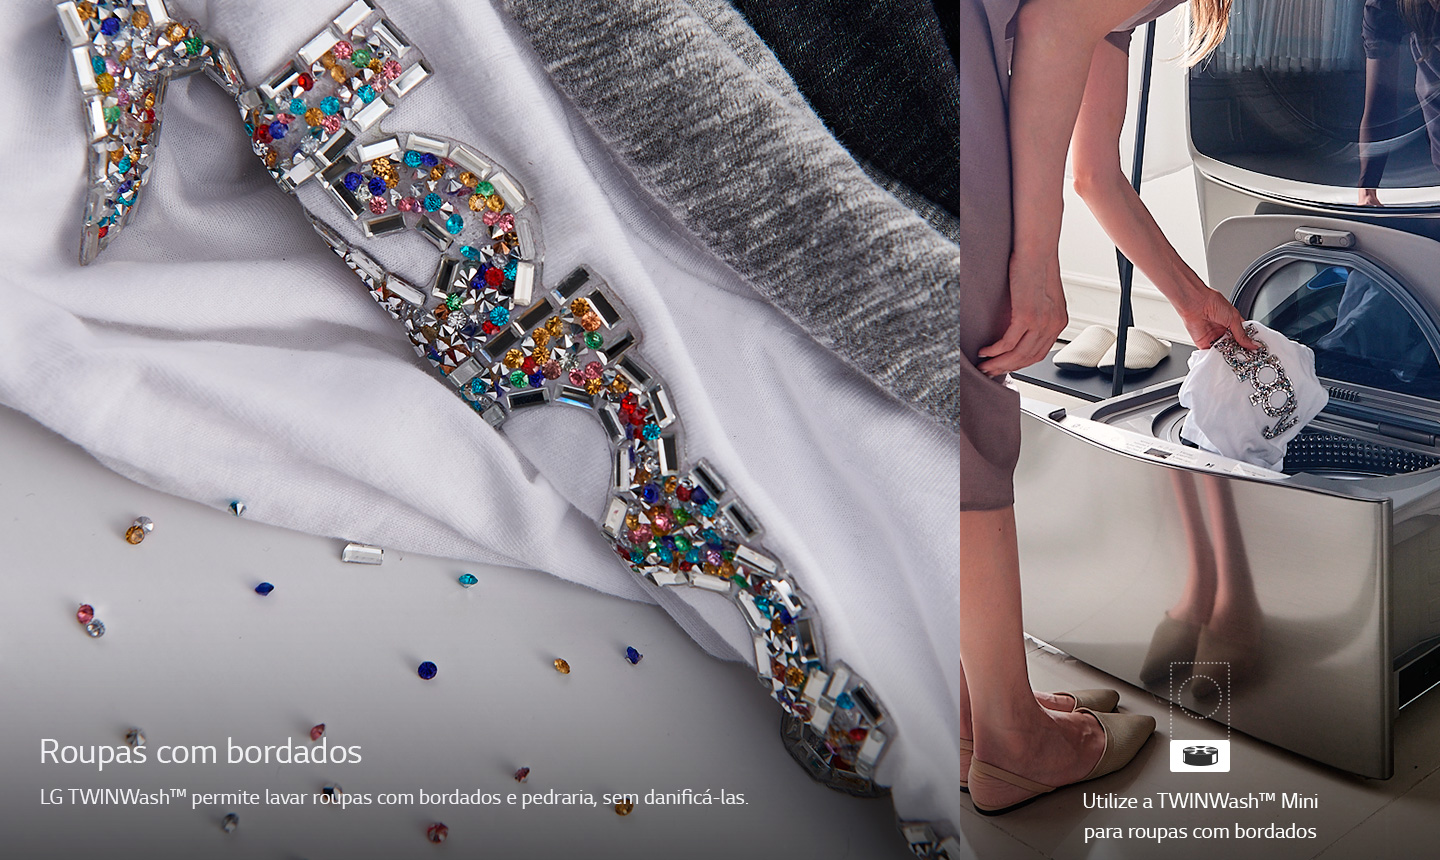 Roupas com bordados
LG TWINWash™ permite lavar roupas com bordados e pedraria, sem danificá-las.
Utilize a TWINWash™ Mini
para roupas com bordados